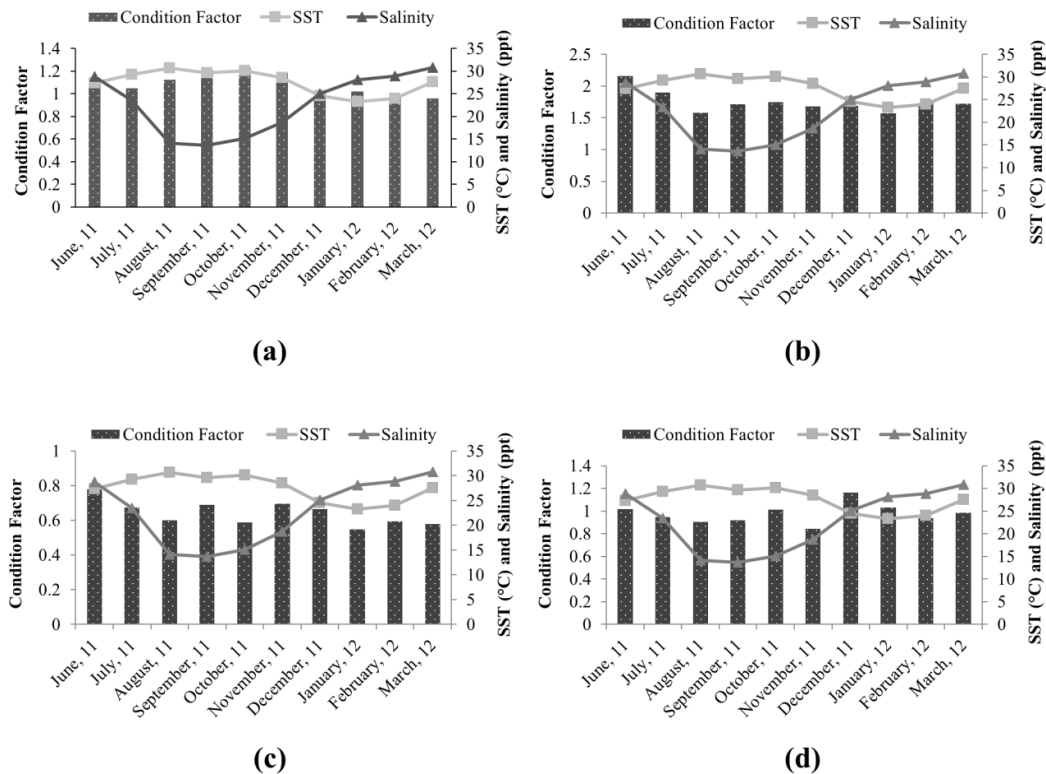 Condition Factor SST Salinity
1.4
1.2
1
0.8
0.6
0.4
0.2
0
Condition Factor
35
30
25
20
15
10
5
0
SST (°C) and Salinity (ppt)
June, 11
July, 11
August, 11
September, 11
October, 11
November, 11
December, 11
January, 12
February, 12
March, 12
(a)
Condition Factor SST Salinity
2.5
2
1.5
1
0.5
0
Condition Factor
35
30
25
20
15
10
5
0
SST (°C) and Salinity (ppt)
June, 11
July, 11
August, 11
September, 11
October, 11
November, 11
December, 11
January, 12
February, 12
March, 12
(b)
Condition Factor SST Salinity
1
0.8
0.6
0.4
0.2
0
Condition Factor
35
30
25
20
15
10
5
0
SST (°C) and Salinity (ppt)
June, 11
July, 11
August, 11
September, 11
October, 11
November, 11
December, 11
January, 12
February, 12
March, 12
(c)
Condition Factor SST Salinity
1.4
1.2
1
0.8
0.6
0.4
0.2
0
Condition Factor
35
30
25
20
15
10
5
0
SST (°C) and Salinity (ppt)
June, 11
July, 11
August, 11
September, 11
October, 11
November, 11
December, 11
January, 12
February, 12
March, 12
(d)